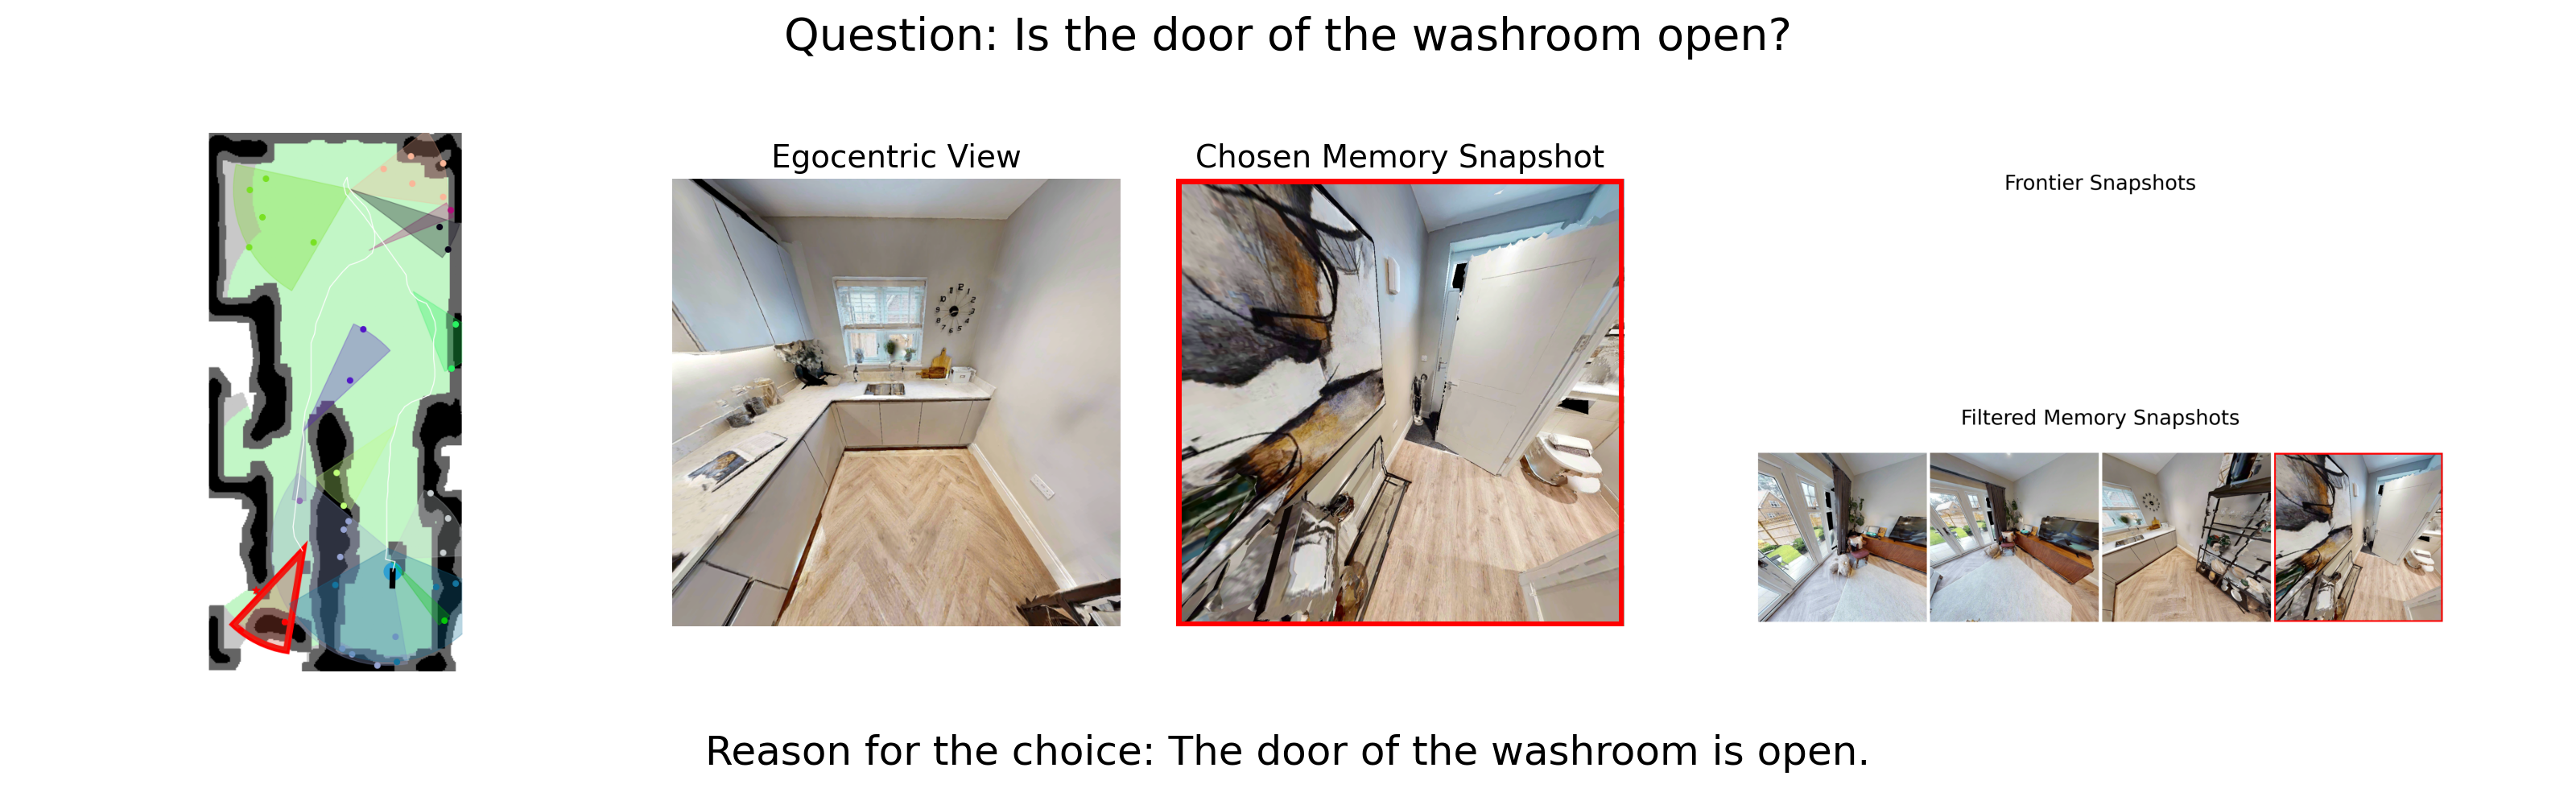 Question: Is the door of the washroom open?
Egocentric View
Chosen Memory Snapshot
Frontier Snapshots
Filtered Memory Snapshots
Reason for the choice: The door of the washroom is open.